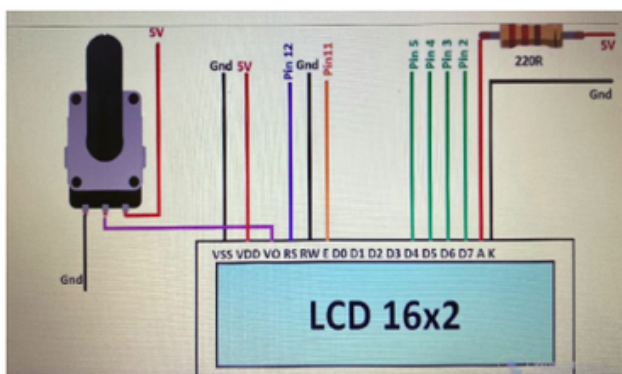 5V
Gnd 5V
Pin 12
Gnd
Pin11
Pin 5
Pin 4
Pin 3
Pin 2
5V
220R
Gnd
Gnd
VSS VDD VO RS RW E D0 D1 D2 D3 D4 D5 D6 D7 A K
LCD 16x2